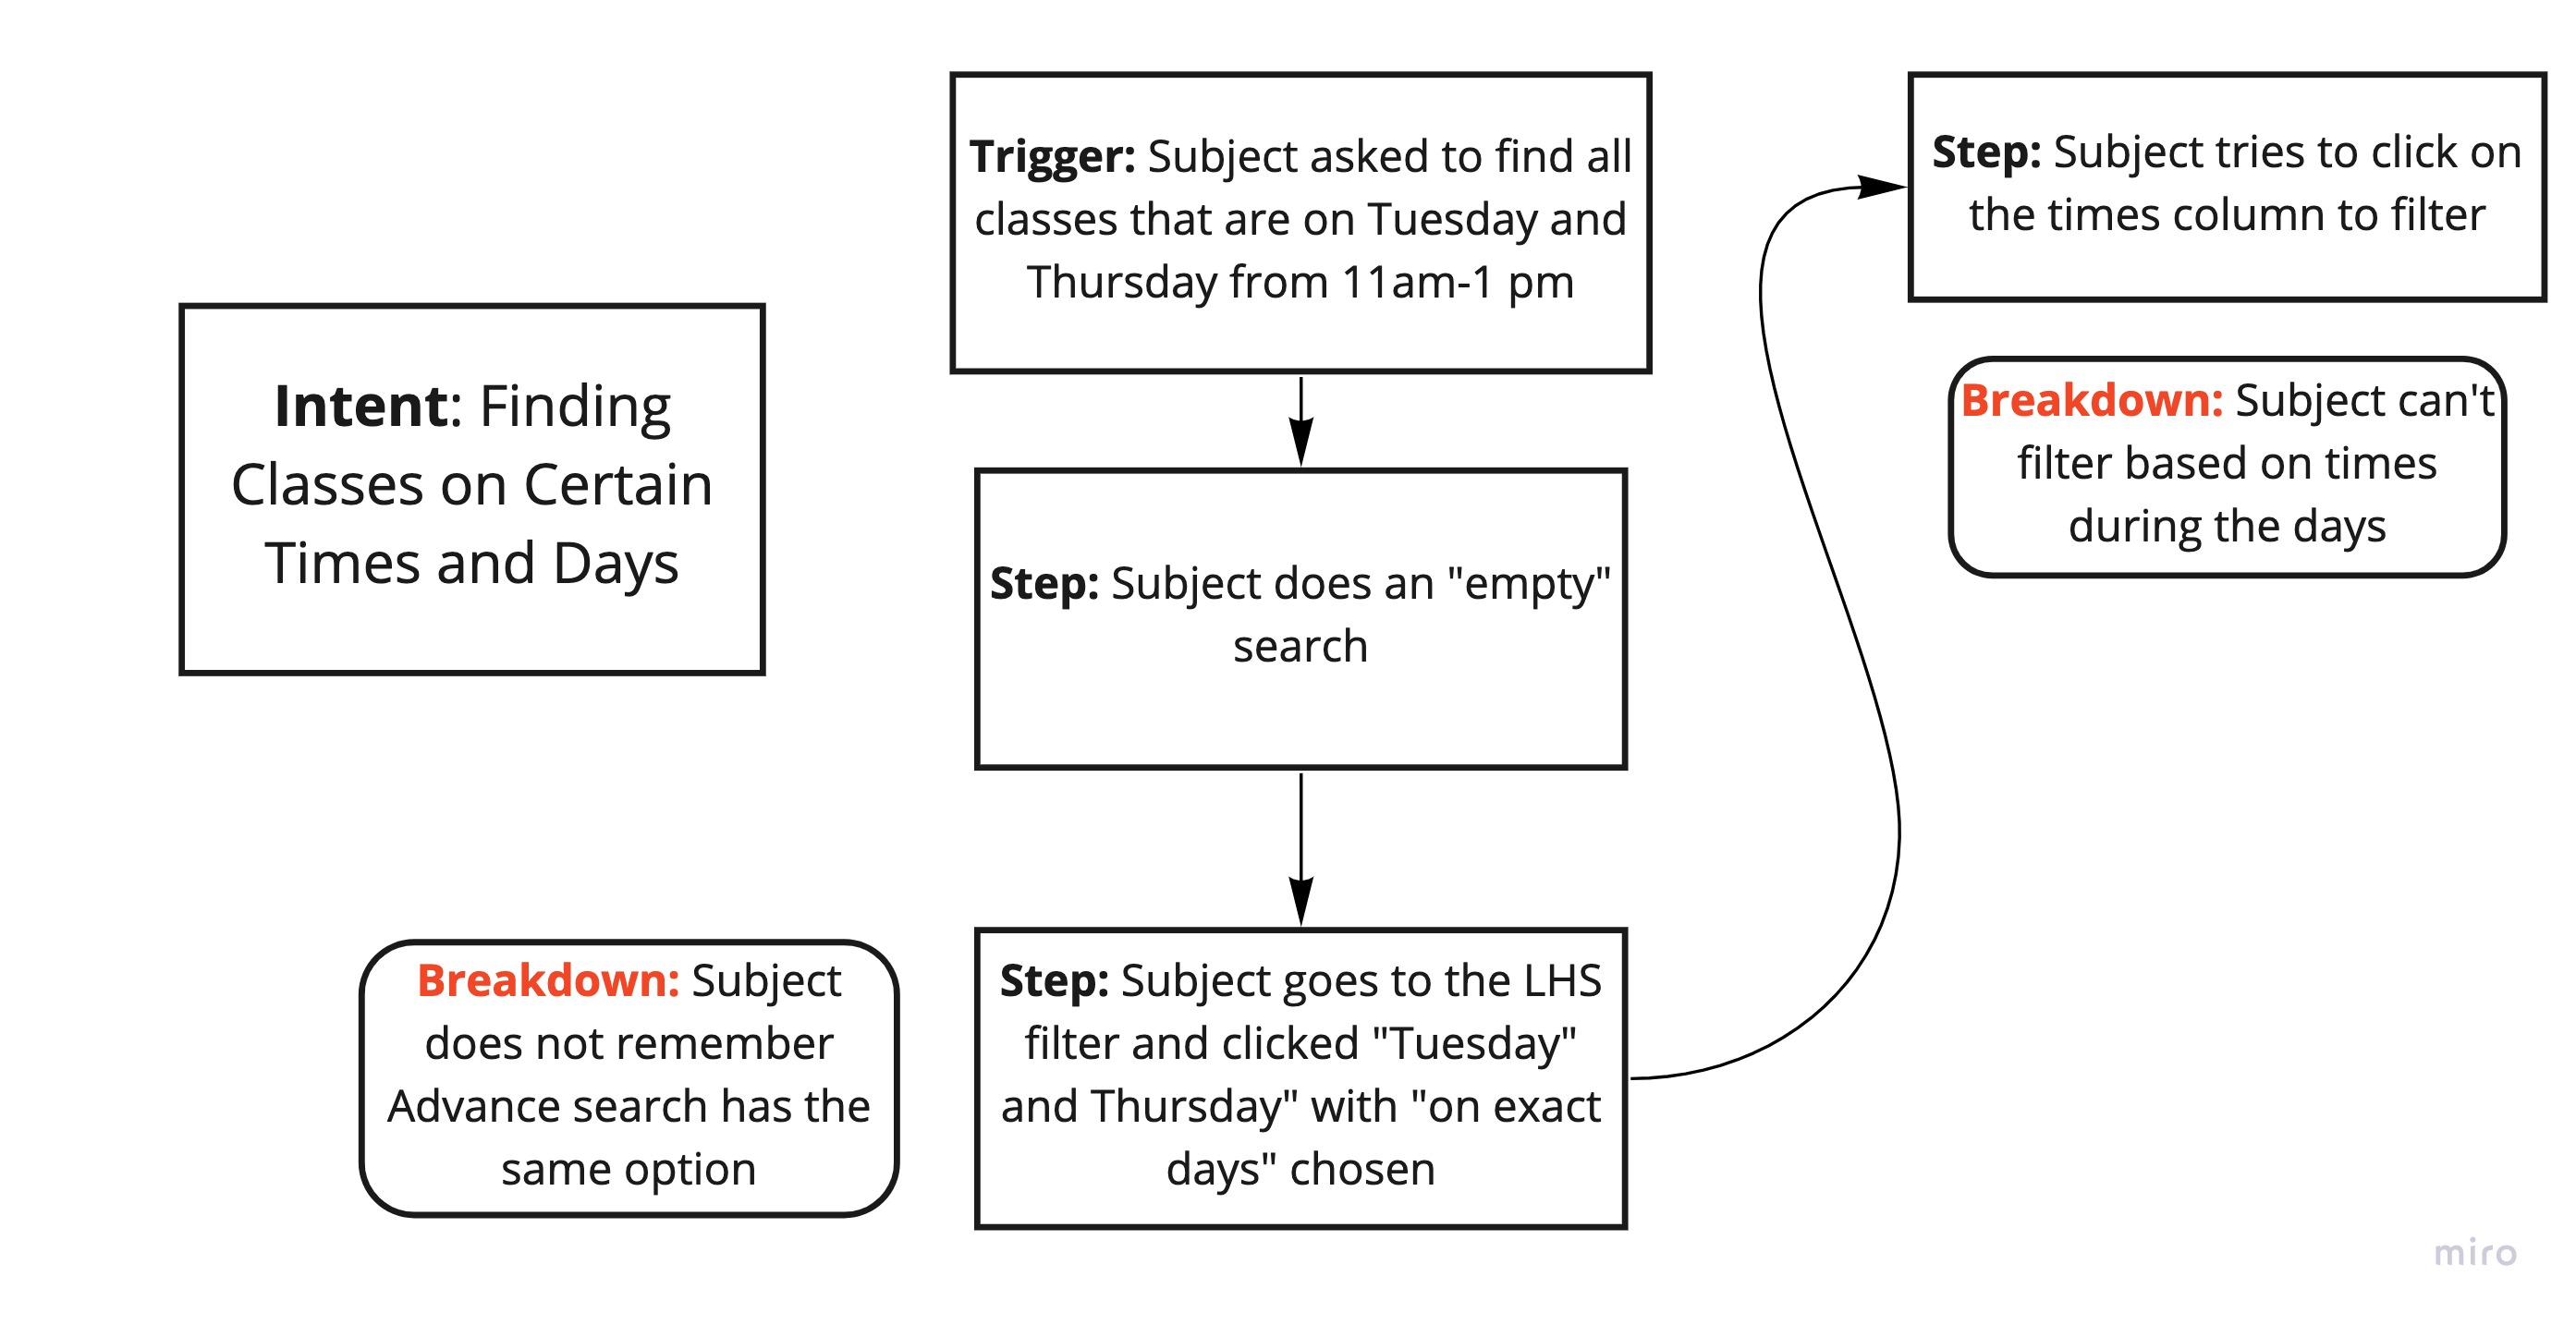 Intent: Finding
Classes on Certain
Times and Days
Trigger: Subject asked to find all
classes that are on Tuesday and
Thursday from 11am-1 pm
Step: Subject does an "empty"
search
Breakdown: Subject
does not remember
Advance search has the
same option
Step: Subject goes to the LHS
filter and clicked "Tuesday"
and Thursday" with "on exact
days" chosen
Step: Subject tries to click on
the times column to filter
Breakdown: Subject can't
filter based on times
during the days
miro